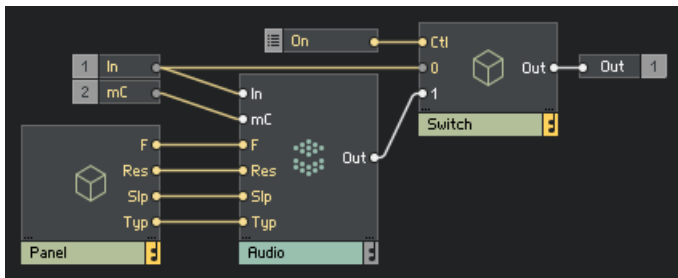 On
Ctl
0
Out
Out 1
1
Switch
1 In
2 mC
In
mC
F
F
Res
Res
Slp
Slp
Typ
Typ
Out
...
...
...
...
...
...
Panel
Audio